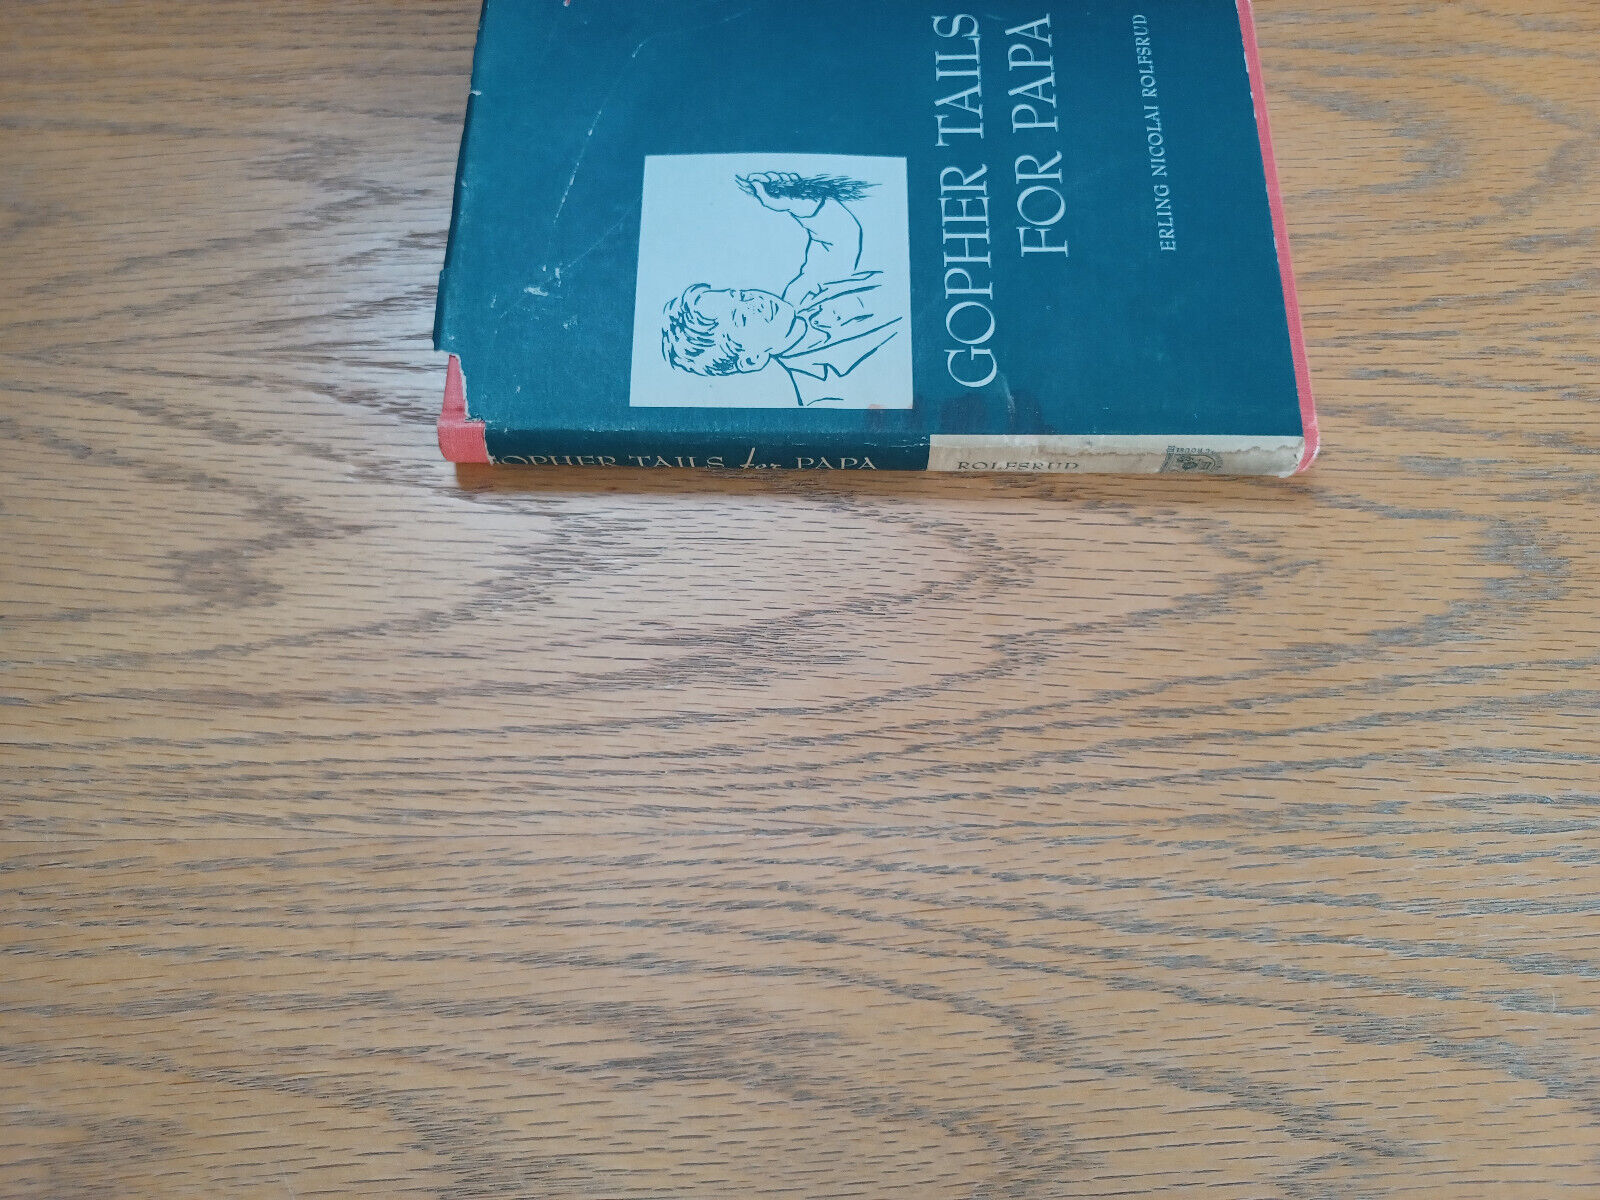 GOPHER TAILS
FOR PAPA
ERLING NICOLAI ROLFSRUD
GOPHER TAILS for PAPA
ROLFSRUD